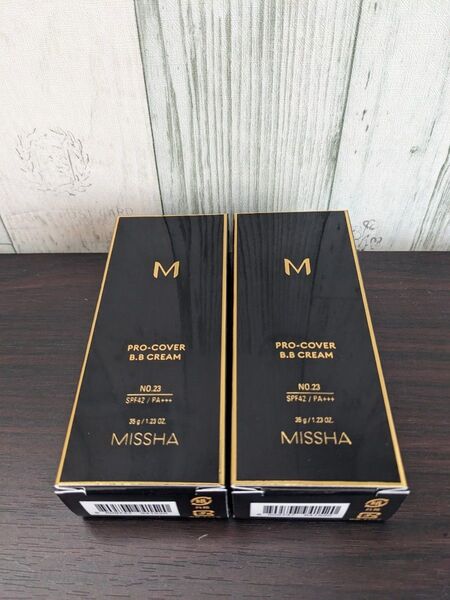 M
PRO-COVER
B.B CREAM
NO.23
SPF42 / PA+++
35 g / 1.23 OZ.
MISSHA
M
PRO-COVER
B.B CREAM
NO.23
SPF42 / PA+++
35 g / 1.23 OZ.
MISSHA